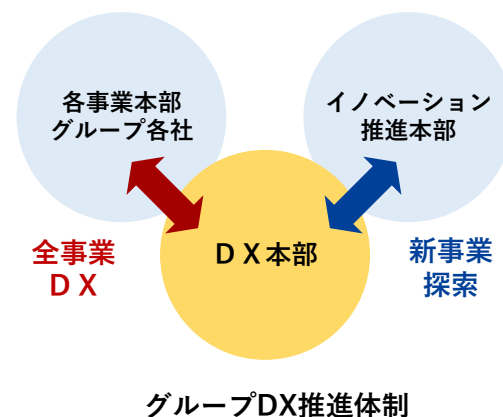 各事業本部
グループ各社
イノベーション
推進本部
全事業
ＤＸ
ＤＸ本部
新事業
探索
グループDX推進体制